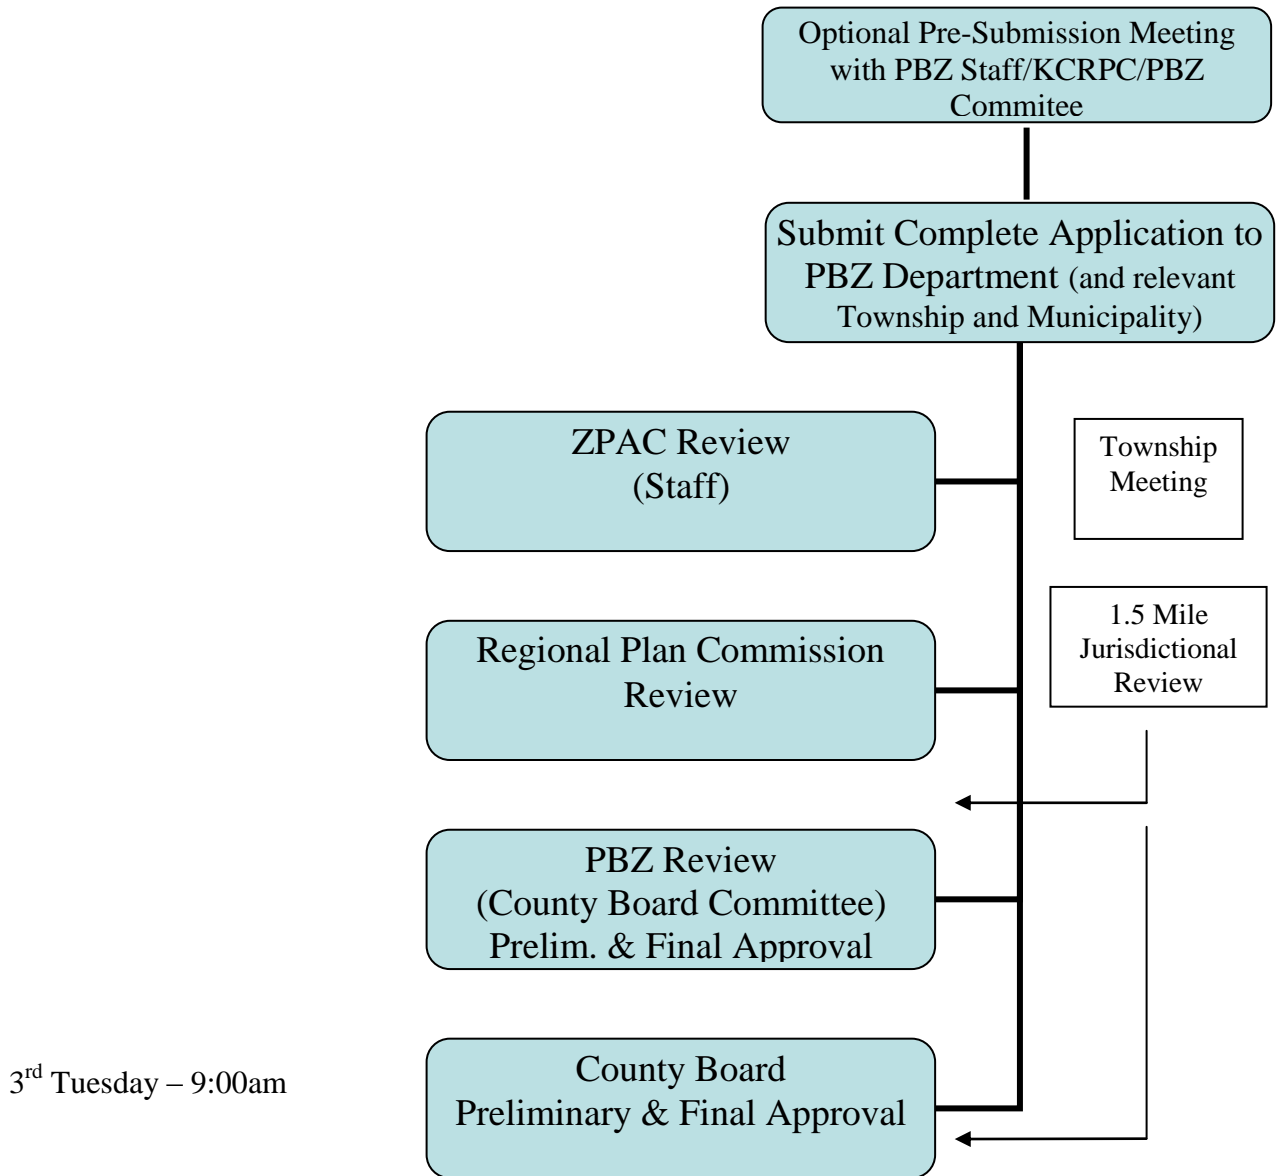 Optional Pre-Submission Meeting
with PBZ Staff/KCRPC/PBZ
Commitee
Submit Complete Application to
PBZ Department (and relevant
Township and Municipality)
ZPAC Review
(Staff)
Township
Meeting
Regional Plan Commission
Review
1.5 Mile
Jurisdictional
Review
PBZ Review
(County Board Committee)
Prelim. & Final Approval
3rd Tuesday – 9:00am
County Board
Preliminary & Final Approval